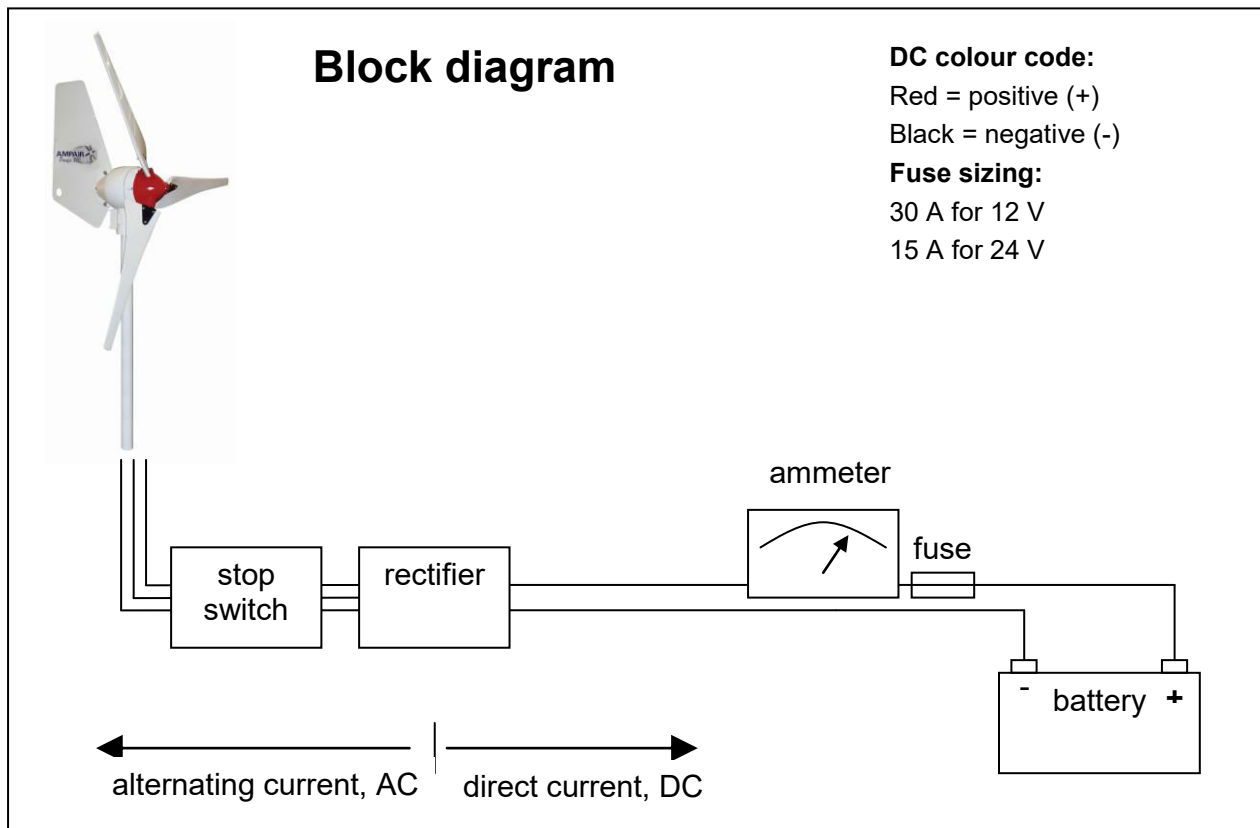 Block diagram
DC colour code:
Red = positive (+)
Black = negative (-)
Fuse sizing:
30 A for 12 V
15 A for 24 V
AMPAIR
ammeter
fuse
stop
switch
rectifier
-
battery
+
alternating current, AC
direct current, DC